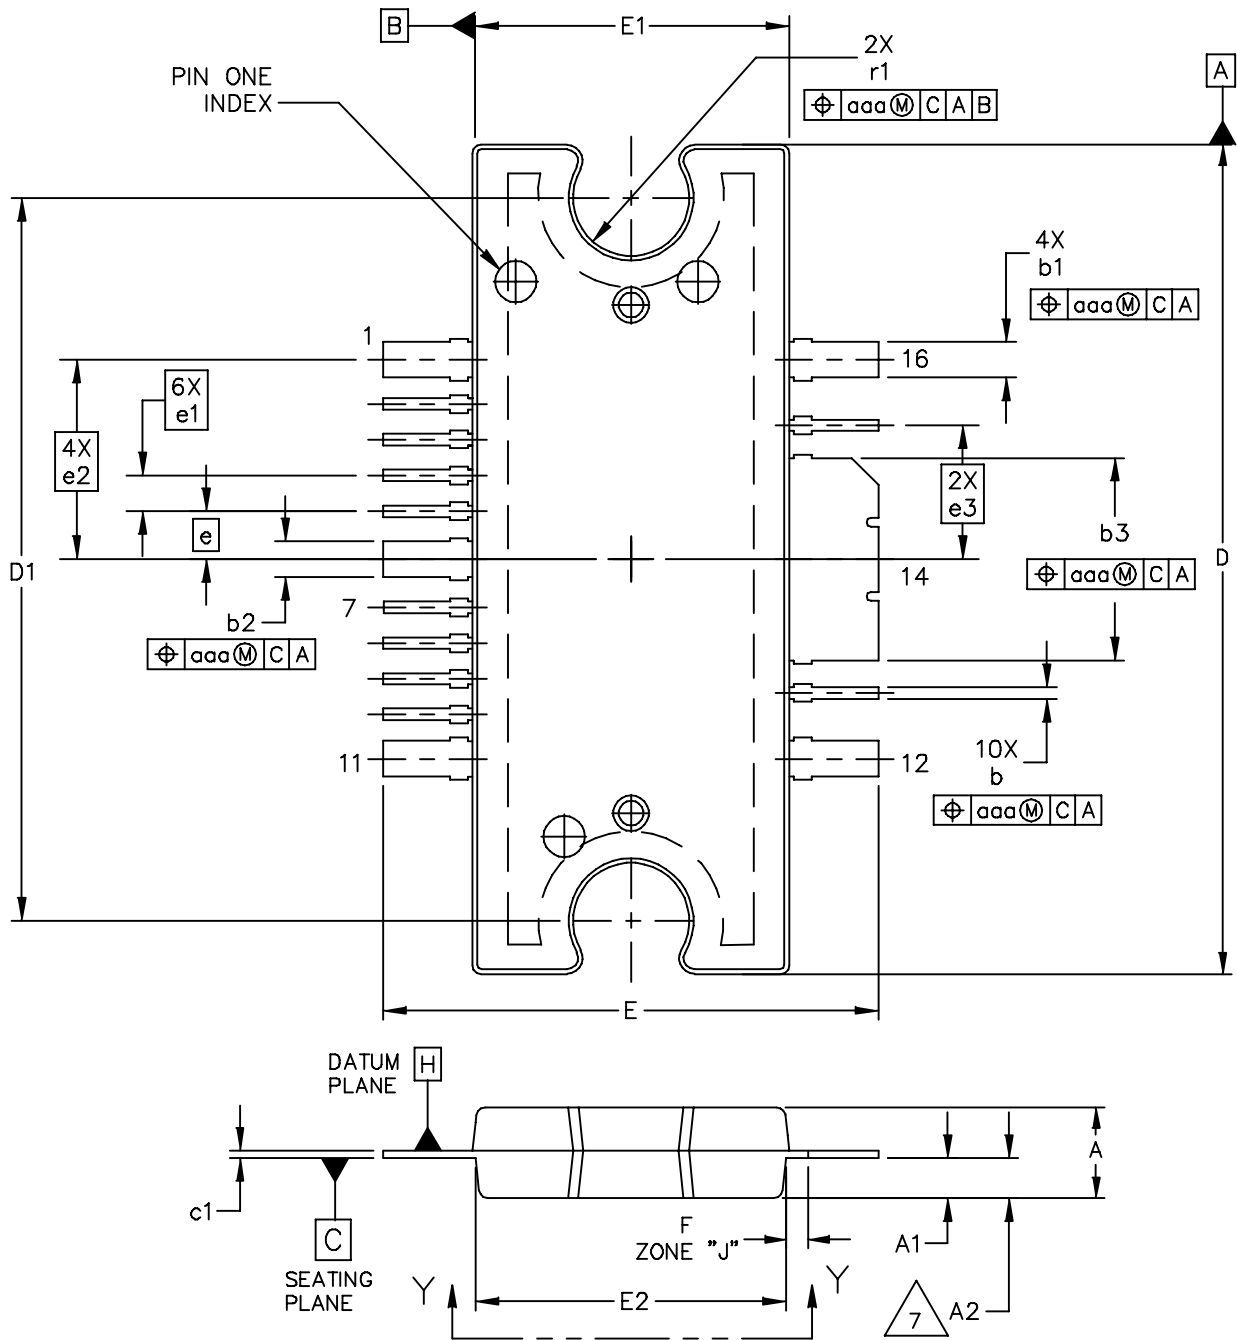 B
E1
2X
r1
⌖ aaa Ⓜ C A B
A
PIN ONE
INDEX
4X
b1
⌖ aaa Ⓜ C A
1
16
6X
e1
4X
e2
2X
e3
e
b3
⌖ aaa Ⓜ C A
D1
D
14
7
b2
⌖ aaa Ⓜ C A
11
12
10X
b
⌖ aaa Ⓜ C A
E
DATUM
PLANE
H
A
c1
C
SEATING
PLANE
F
ZONE "J"
A1
Y
Y
E2
7
A2